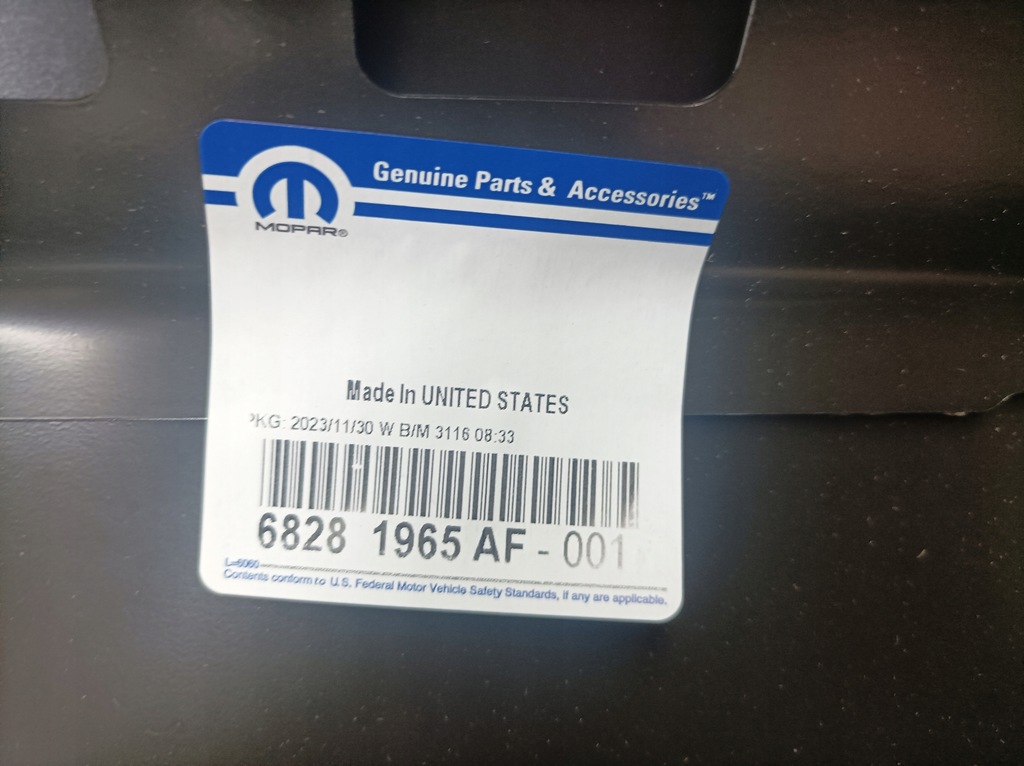 Genuine Parts & Accessories™
MOPAR®
Made In UNITED STATES
PKG: 2023/11/30 W B/M 3116 08:33
6828 1965 AF - 001
L=6060
Contents conform to U.S. Federal Motor Vehicle Safety Standards, if any are applicable.